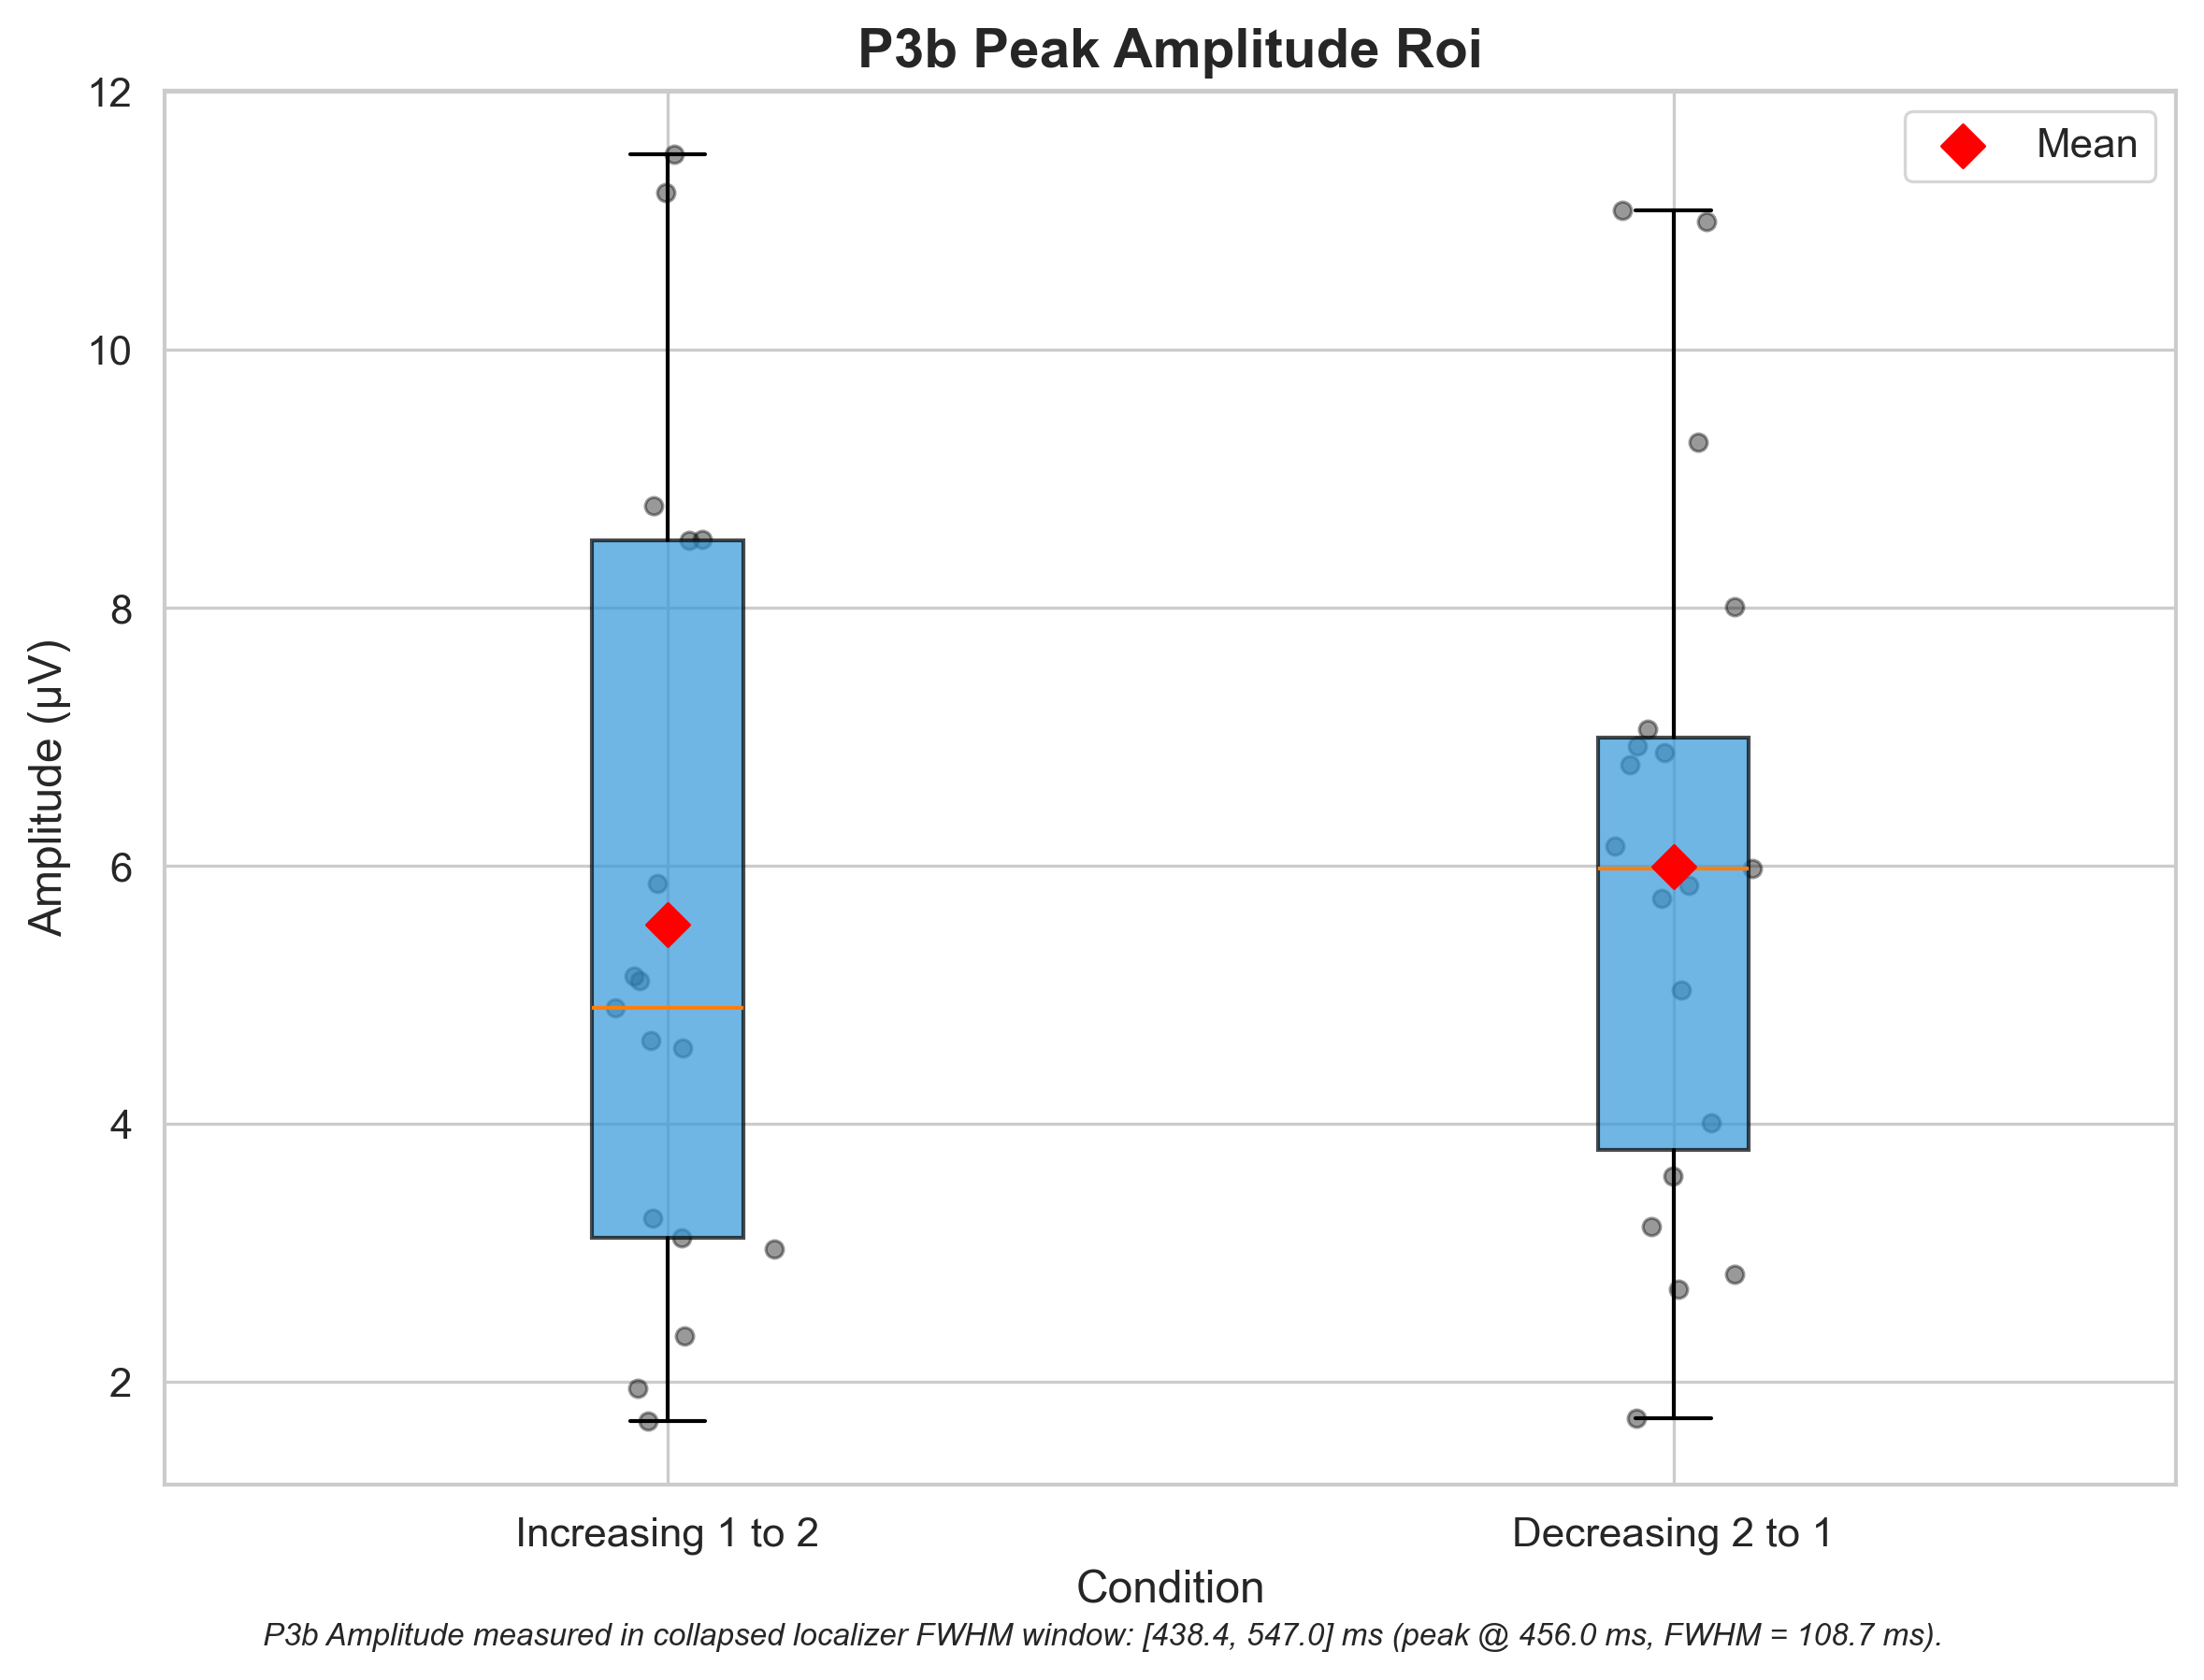 P3b Peak Amplitude Roi
12
10
8
6
4
2
Amplitude (µV)
Mean
Increasing 1 to 2
Decreasing 2 to 1
Condition
P3b Amplitude measured in collapsed localizer FWHM window: [438.4, 547.0] ms (peak @ 456.0 ms, FWHM = 108.7 ms).